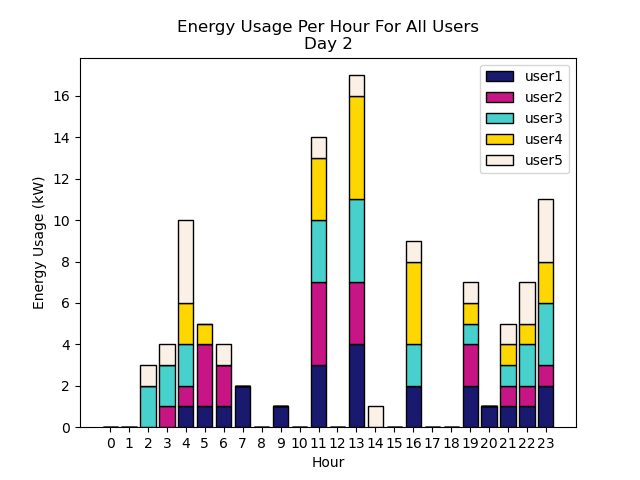 Energy Usage Per Hour For All Users
Day 2
user1
user2
user3
user4
user5
Energy Usage (kW)
16
14
12
10
8
6
4
2
0
0 1 2 3 4 5 6 7 8 9 10 11 12 13 14 15 16 17 18 19 20 21 22 23
Hour